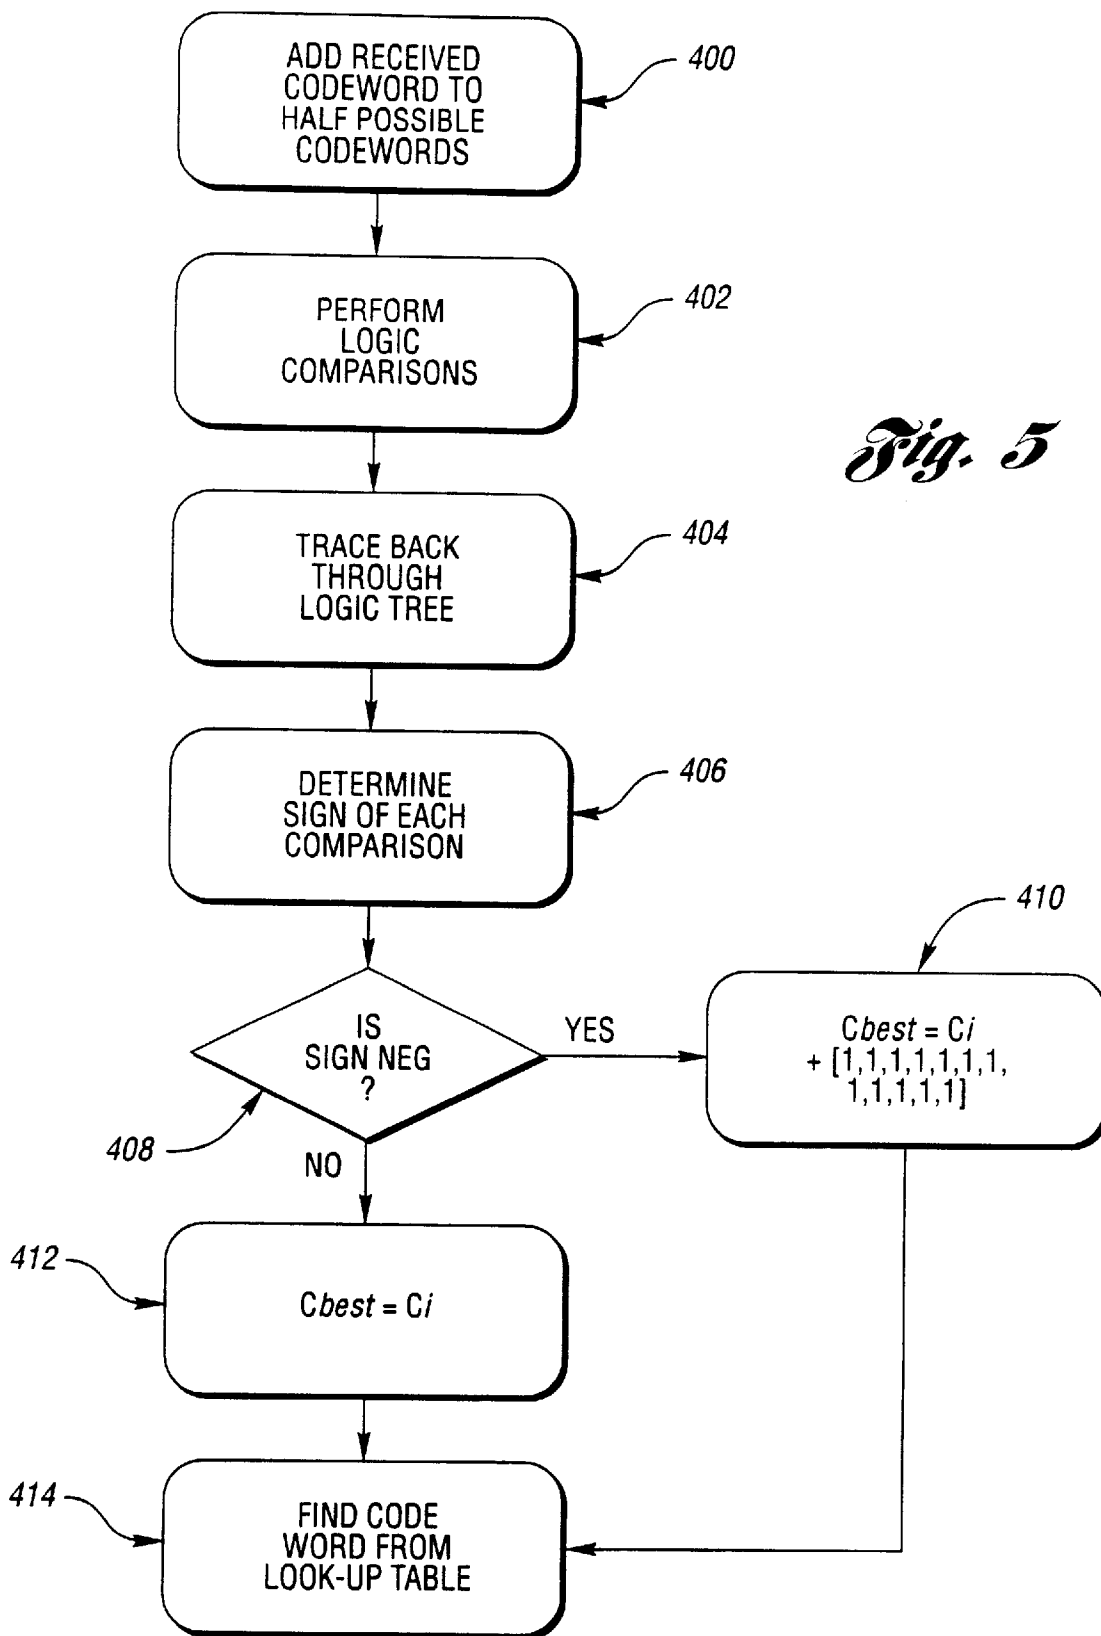 ADD RECEIVED
CODEWORD TO
HALF POSSIBLE
CODEWORDS
400
PERFORM
LOGIC
COMPARISONS
402
Fig. 5
TRACE BACK
THROUGH
LOGIC TREE
404
DETERMINE
SIGN OF EACH
COMPARISON
406
IS
SIGN NEG
?
408
YES
NO
410
Cbest = Ci
+ [1,1,1,1,1,1,1,
1,1,1,1,1]
412
Cbest = Ci
414
FIND CODE
WORD FROM
LOOK-UP TABLE